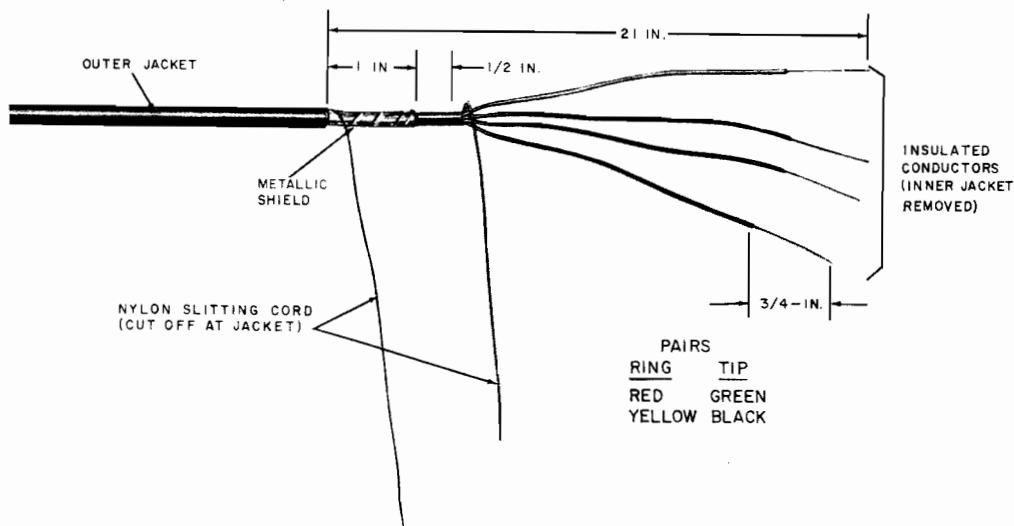 21 IN.
1 IN
1/2 IN.
OUTER JACKET
METALLIC
SHIELD
INSULATED
CONDUCTORS
(INNER JACKET
REMOVED)
NYLON SLITTING CORD
(CUT OFF AT JACKET)
3/4-IN.
PAIRS
RING TIP
RED GREEN
YELLOW BLACK